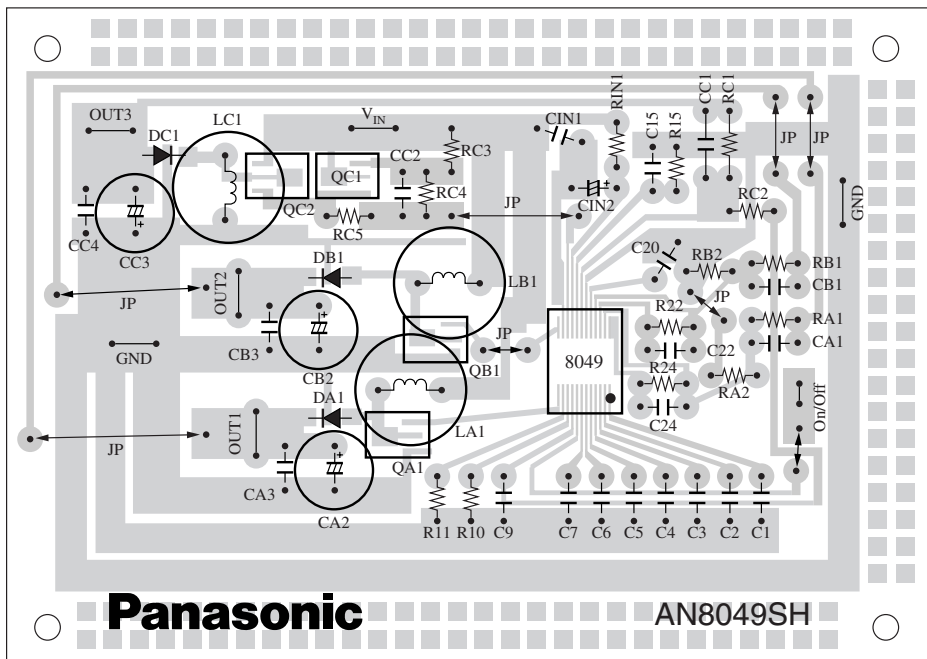 OUT3
LC1
V_IN
CIN1
RIN1
C15
R15
CC1
RC1
DC1
JP
JP
CC2
RC3
QC1
RC4
QC2
CIN2
JP
RC2
GND
CC4
CC3
RC5
C20
DB1
LB1
RB2
RB1
OUT2
JP
CB1
JP
R22
RA1
GND
CB3
CB2
QB1
JP
8049
C22
CA1
R24
RA2
DA1
LA1
C24
On/Off
OUT1
JP
QA1
CA3
CA2
R11
R10
C9
C7
C6
C5
C4
C3
C2
C1
Panasonic
AN8049SH